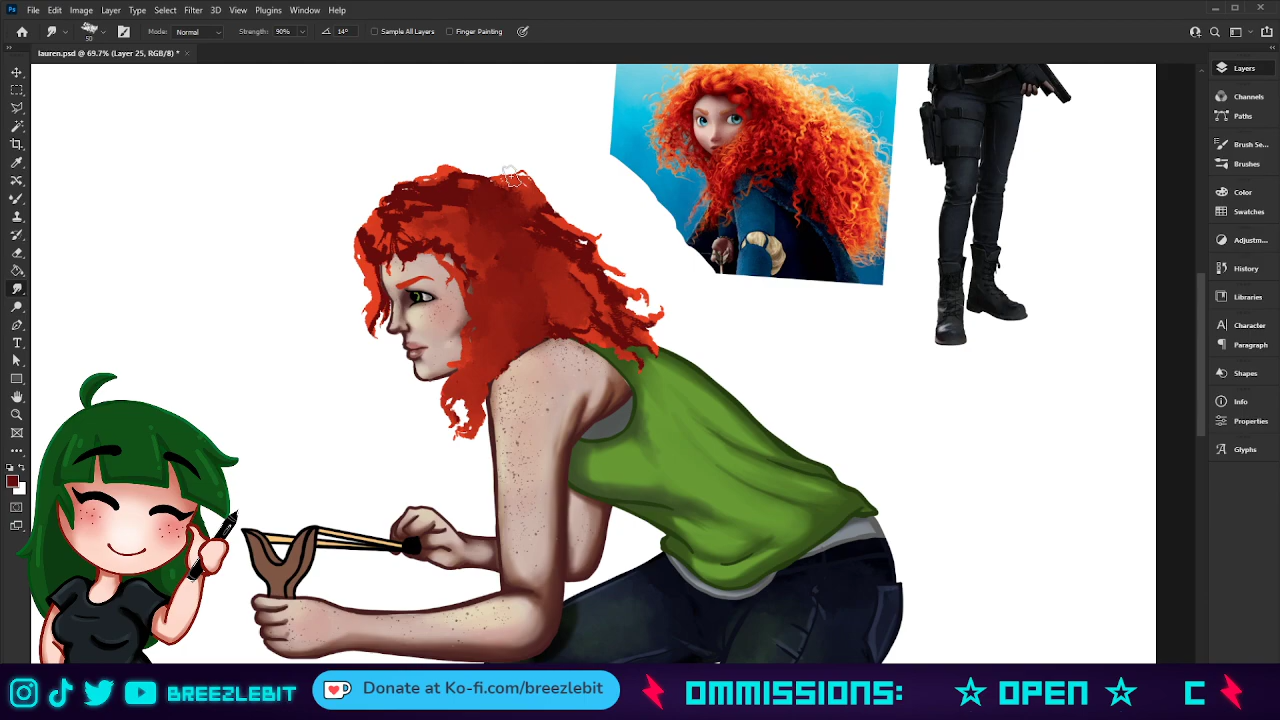 Ps File Edit Image Layer Type Select Filter 3D View Plugins Window Help
50 Mode: Normal Strength: 90% 14° Sample All Layers Finger Painting
lauren.psd @ 69.7% (Layer 25, RGB/8) * ×
Layers
Channels
Paths
Brush Se...
Brushes
Color
Swatches
Adjustm...
History
Libraries
Character
Paragraph
Shapes
Info
Properties
Glyphs
BREEZLEBIT Donate at Ko-fi.com/breezlebit OMMISSIONS: ☆ OPEN ☆ C